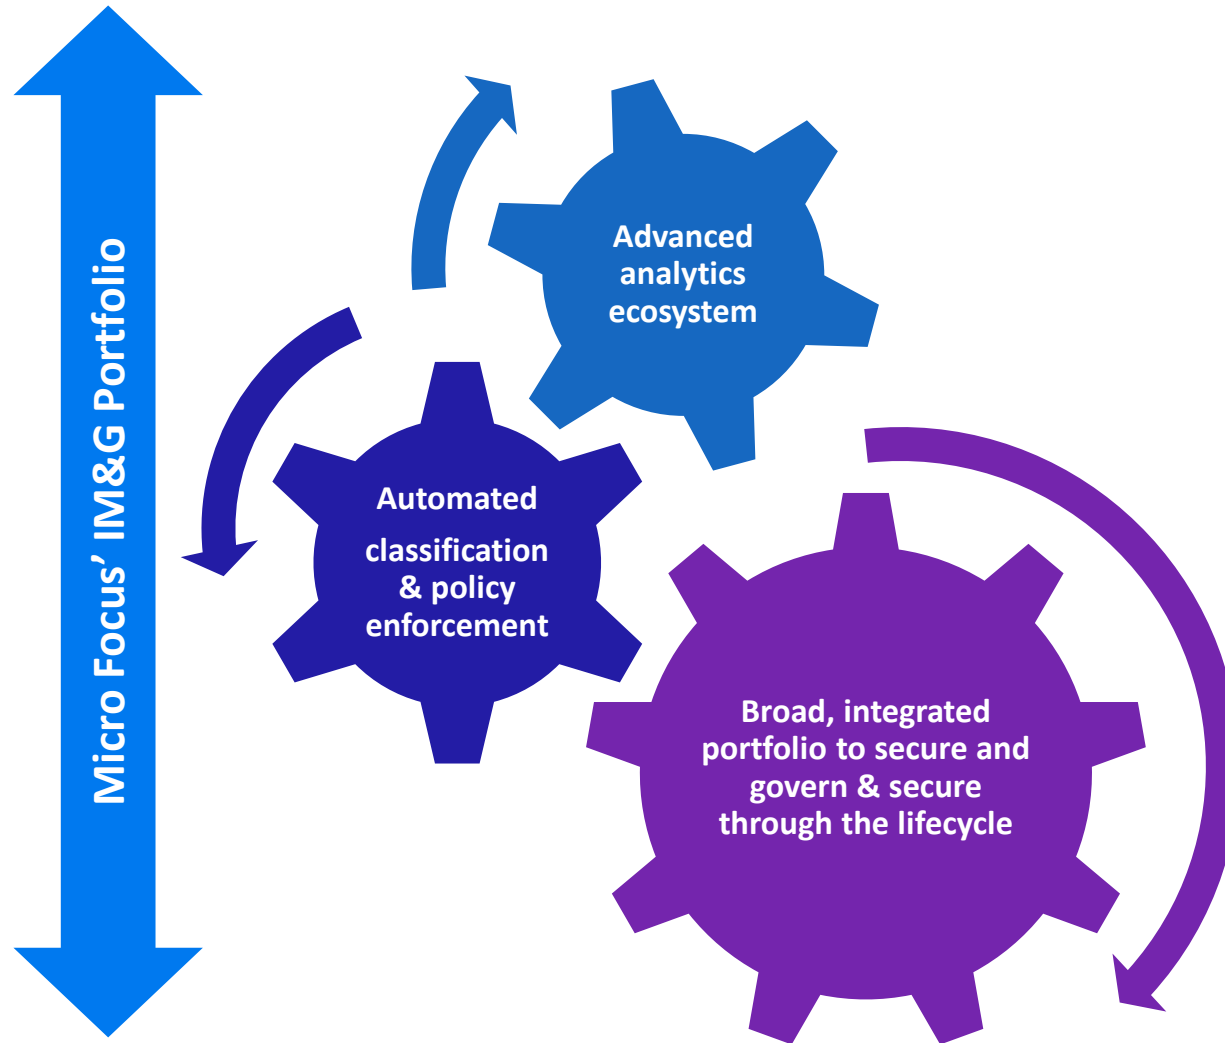 Micro Focus’ IM&G Portfolio
Advanced
analytics
ecosystem
Automated
classification
& policy
enforcement
Broad, integrated
portfolio to secure and
govern & secure
through the lifecycle